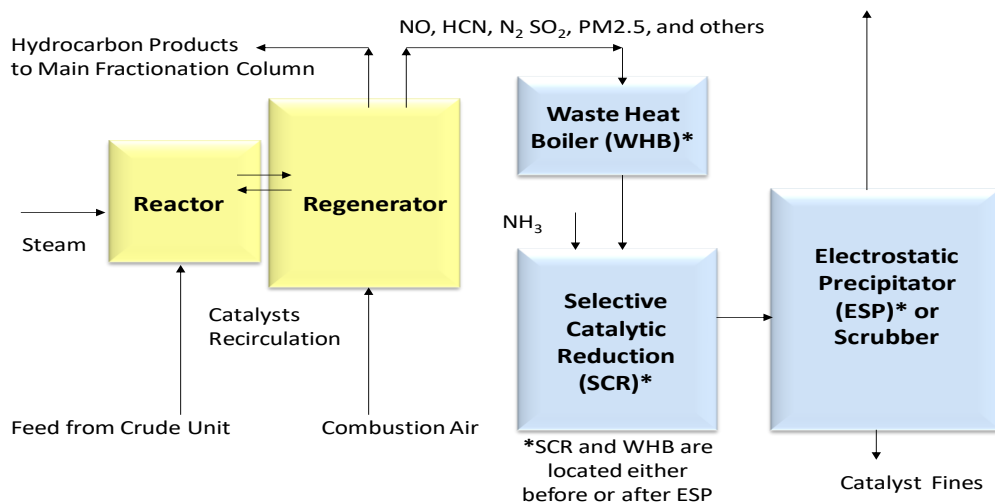 NO, HCN, N₂ SO₂, PM2.5, and others
Hydrocarbon Products
to Main Fractionation Column
Waste Heat
Boiler (WHB)*
Reactor
Regenerator
Steam
NH₃
Electrostatic
Precipitator
(ESP)* or
Scrubber
Selective
Catalytic
Reduction
(SCR)*
Catalysts
Recirculation
Feed from Crude Unit
Combustion Air
*SCR and WHB are
located either
before or after ESP
Catalyst Fines